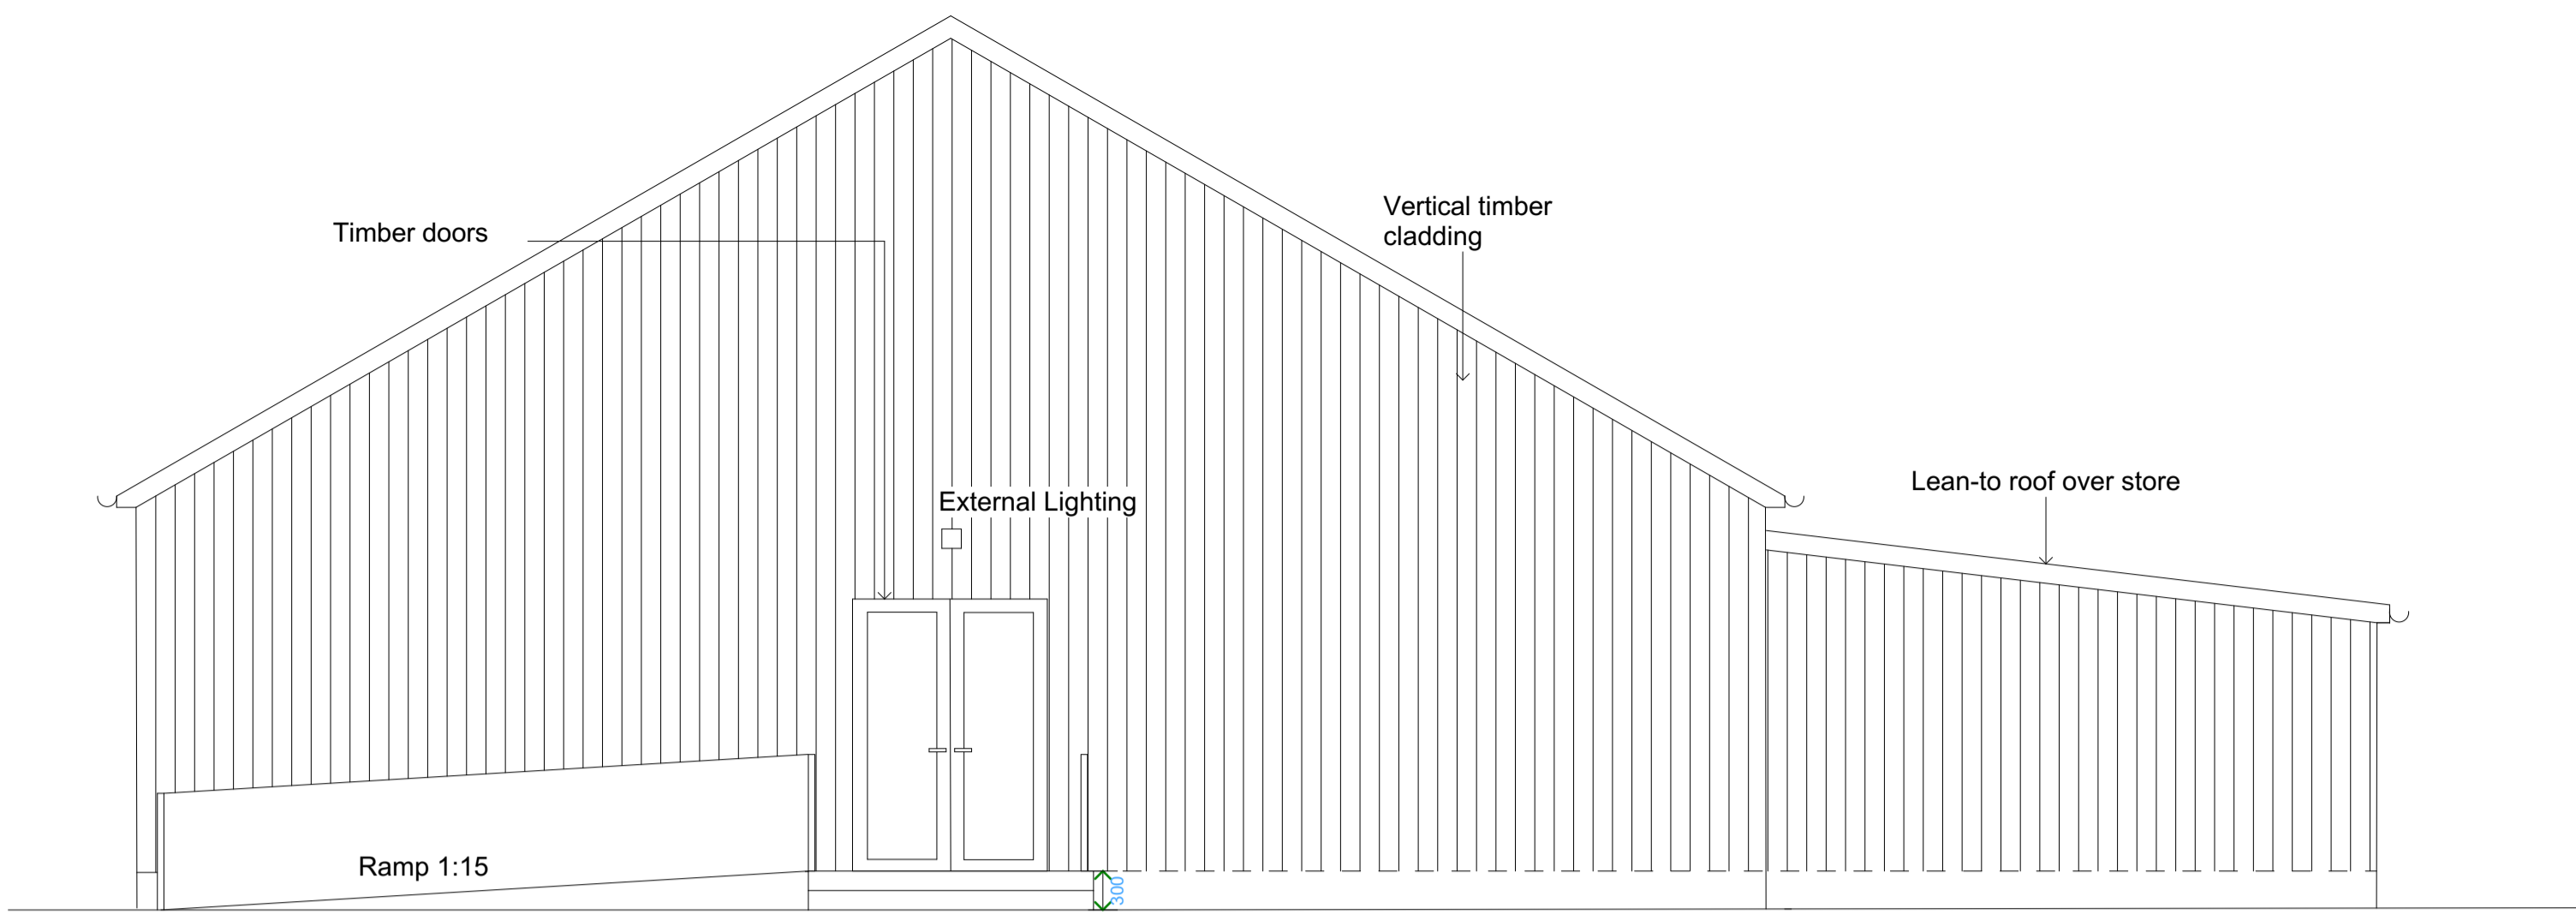 Timber doors
Vertical timber
cladding
External Lighting
Lean-to roof over store
Ramp 1:15
300